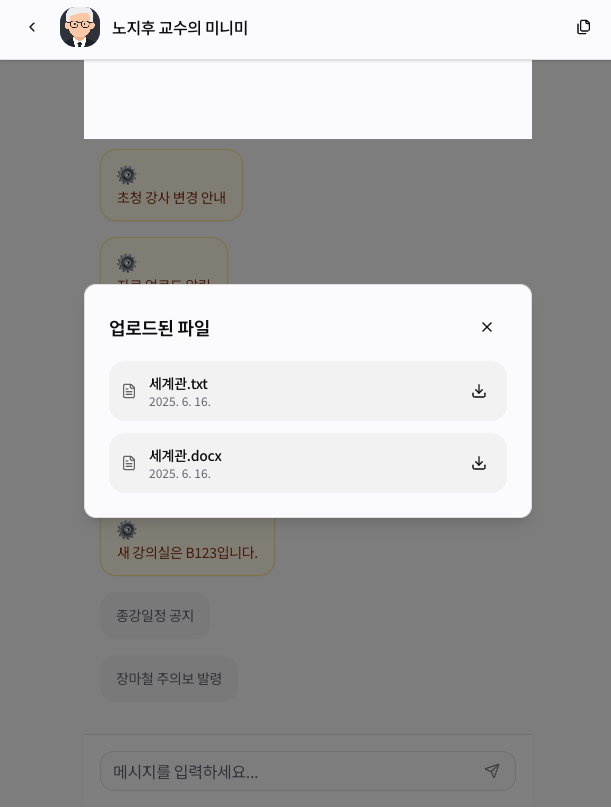 노지후 교수의 미니미
초청 강사 변경 안내
업로드된 파일
세계관.txt
2025. 6. 16.
세계관.docx
2025. 6. 16.
새 강의실은 B123입니다.
종강일정 공지
장마철 주의보 발령
메시지를 입력하세요...